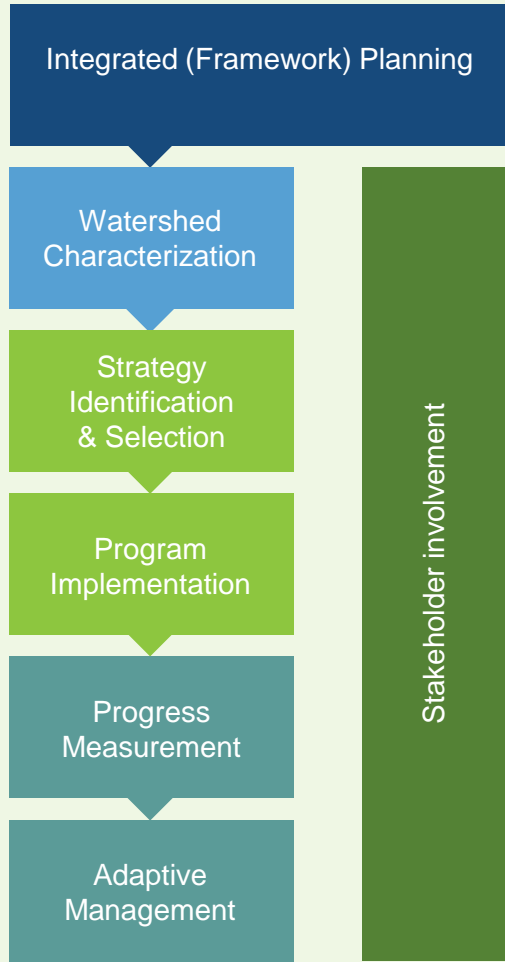 Integrated (Framework) Planning
Watershed
Characterization
Strategy
Identification
& Selection
Program
Implementation
Progress
Measurement
Adaptive
Management
Stakeholder involvement